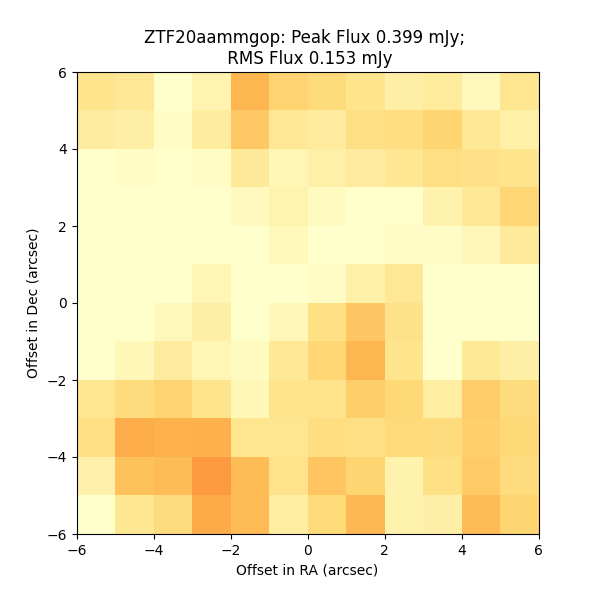 ZTF20aammgop: Peak Flux 0.399 mJy;
RMS Flux 0.153 mJy
6
4
2
0
−2
−4
−6
Offset in Dec (arcsec)
−6 −4 −2 0 2 4 6
Offset in RA (arcsec)